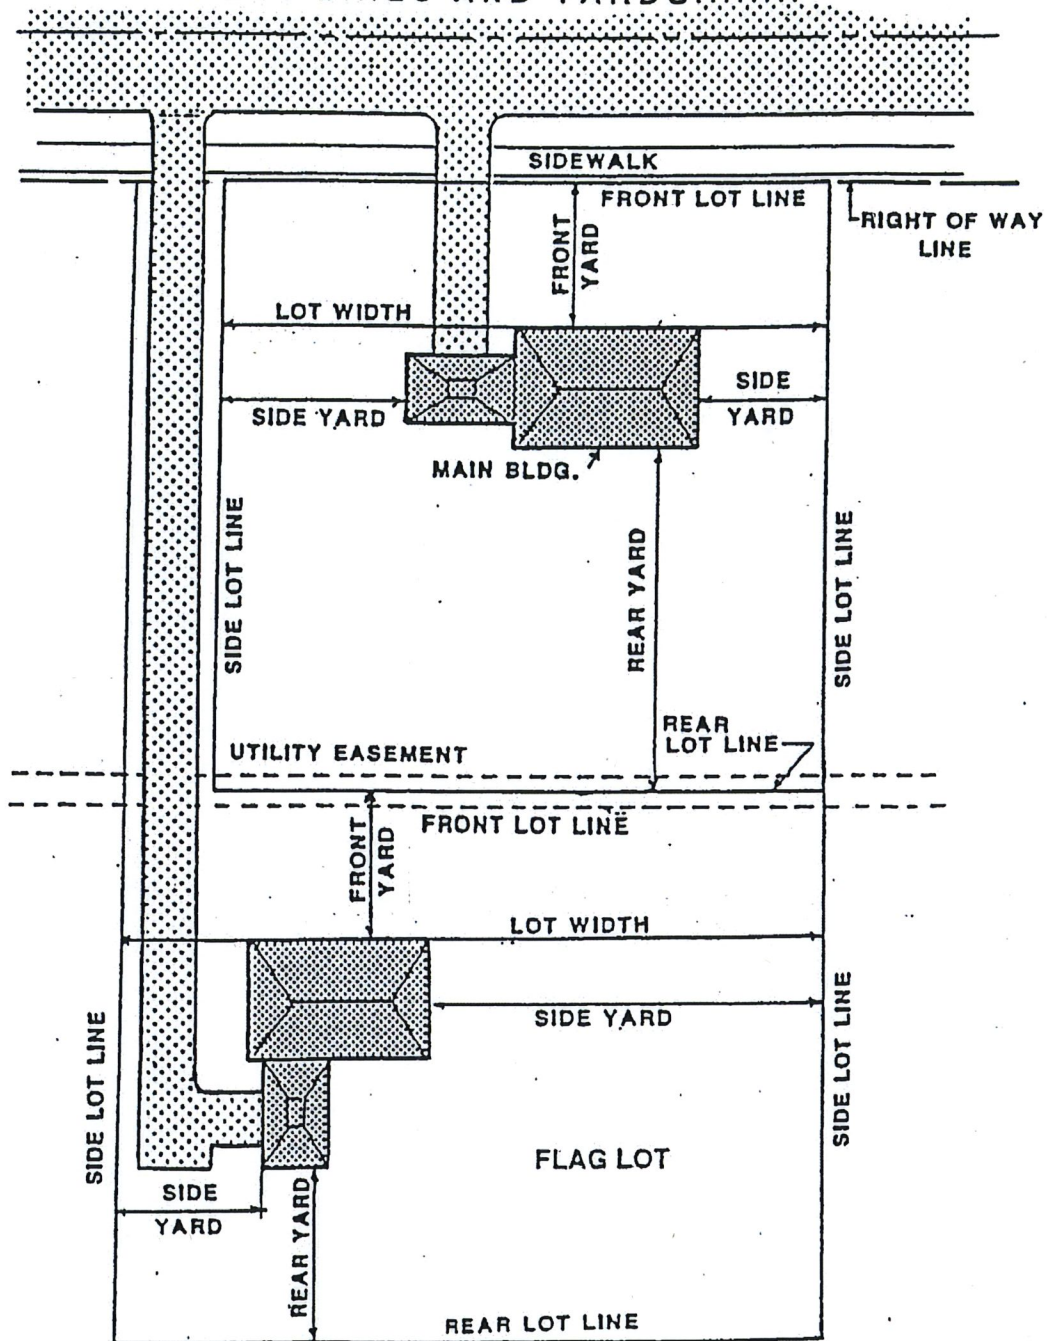 AND YARDS.
SIDEWALK
FRONT LOT LINE
RIGHT OF WAY
LINE
FRONT
YARD
LOT WIDTH
SIDE YARD
SIDE
YARD
MAIN BLDG.
SIDE LOT LINE
REAR YARD
SIDE LOT LINE
REAR
LOT LINE
UTILITY EASEMENT
FRONT LOT LINE
FRONT
YARD
LOT WIDTH
SIDE YARD
SIDE LOT LINE
SIDE LOT LINE
FLAG LOT
SIDE
YARD
REAR YARD
REAR LOT LINE